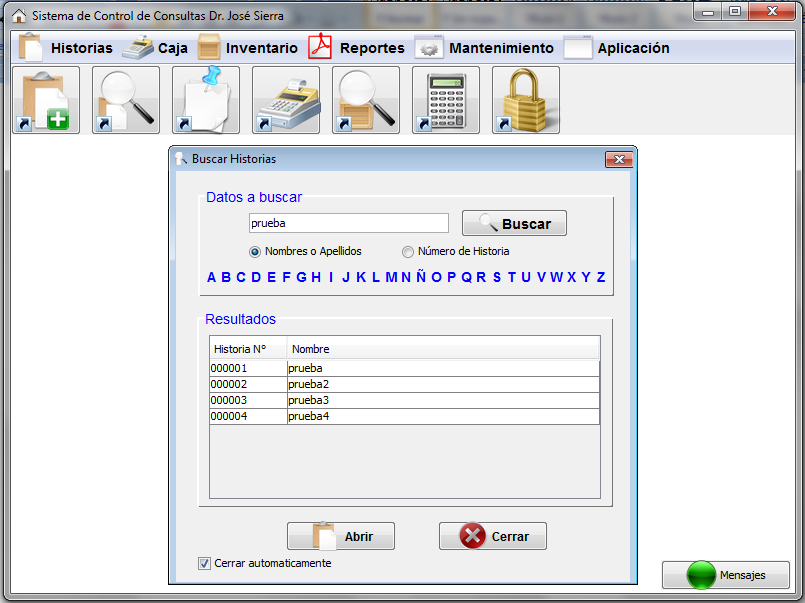 Sistema de Control de Consultas Dr. José Sierra
Historias Caja Inventario Reportes Mantenimiento Aplicación
Buscar Historias
Datos a buscar
prueba Buscar
Nombres o Apellidos Número de Historia
A B C D E F G H I J K L M N Ñ O P Q R S T U V W X Y Z
Resultados
Historia N° Nombre
000001 prueba
000002 prueba2
000003 prueba3
000004 prueba4
Abrir Cerrar
Cerrar automaticamente
Mensajes